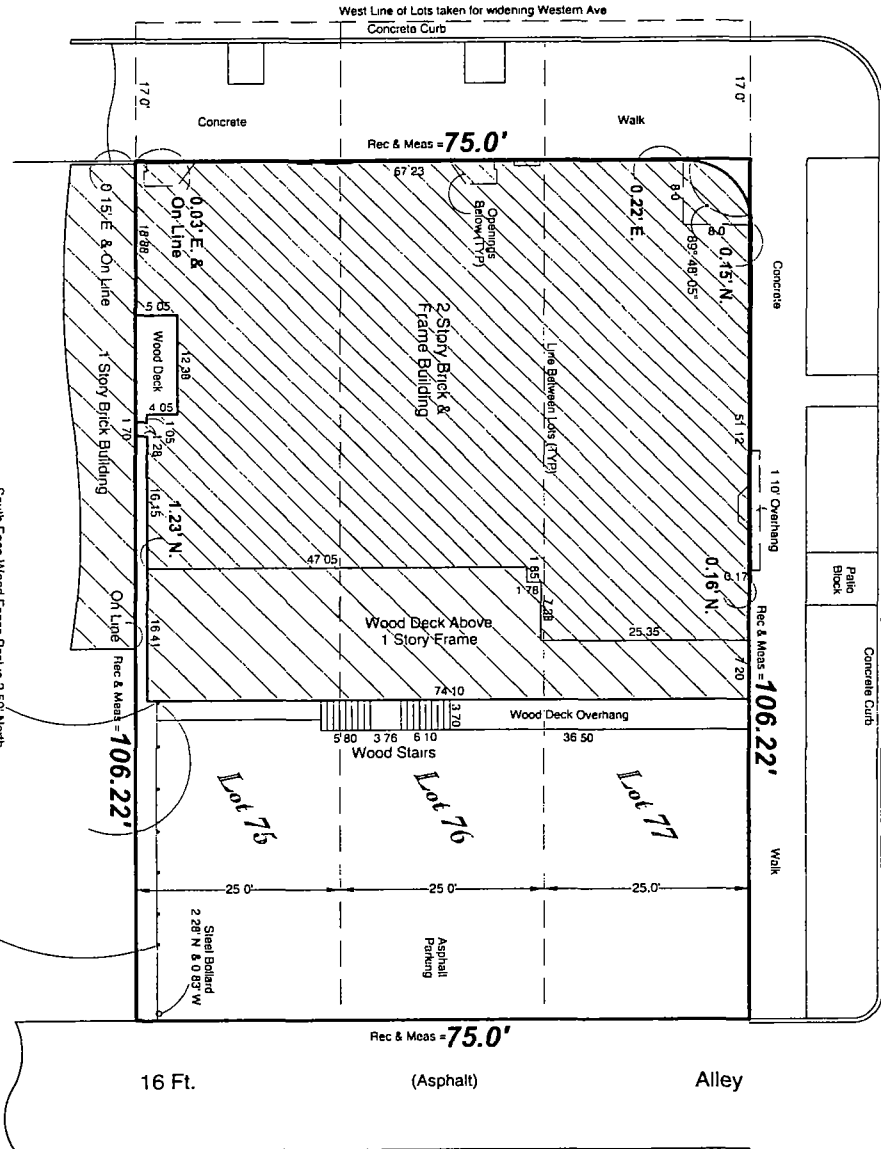 West Line of Lots taken for widening Western Ave
Concrete Curb
17 0'
17 0'
Concrete
Walk
Rec & Meas = 75.0'
67 23
0 15' E & On Line
18 88
0.03' E. &
On Line
Openings
Below (TYP)
0.22' E.
8 0
8.0
89° 48' 05"
0.15' N.
Concrete
5 05
Wood Deck
12 38
4 05
1 05
1 28
1 70
1 Story Brick Building
2 Story Brick &
Frame Building
Line Between Lots (TYP)
51 12
1 10' Overhang
Patio
Block
Concrete Curb
16 15
1.23' N.
47 05
1 85
1 78
7 28
0.16' N.
0.17
25.35
7 20
Wood Deck Above
1 Story Frame
On Line
16 41
Rec & Meas = 106.22'
Rec & Meas = 106.22'
74 10
3 70
Wood Deck Overhang
5 80
3 76
6 10
36 50
Wood Stairs
Lot 75
Lot 76
Lot 77
Walk
25 0'
25 0'
25.0'
Steel Bollard
2 28' N & 0 83' W
Asphalt
Parking
Rec & Meas = 75.0'
16 Ft.
(Asphalt)
Alley